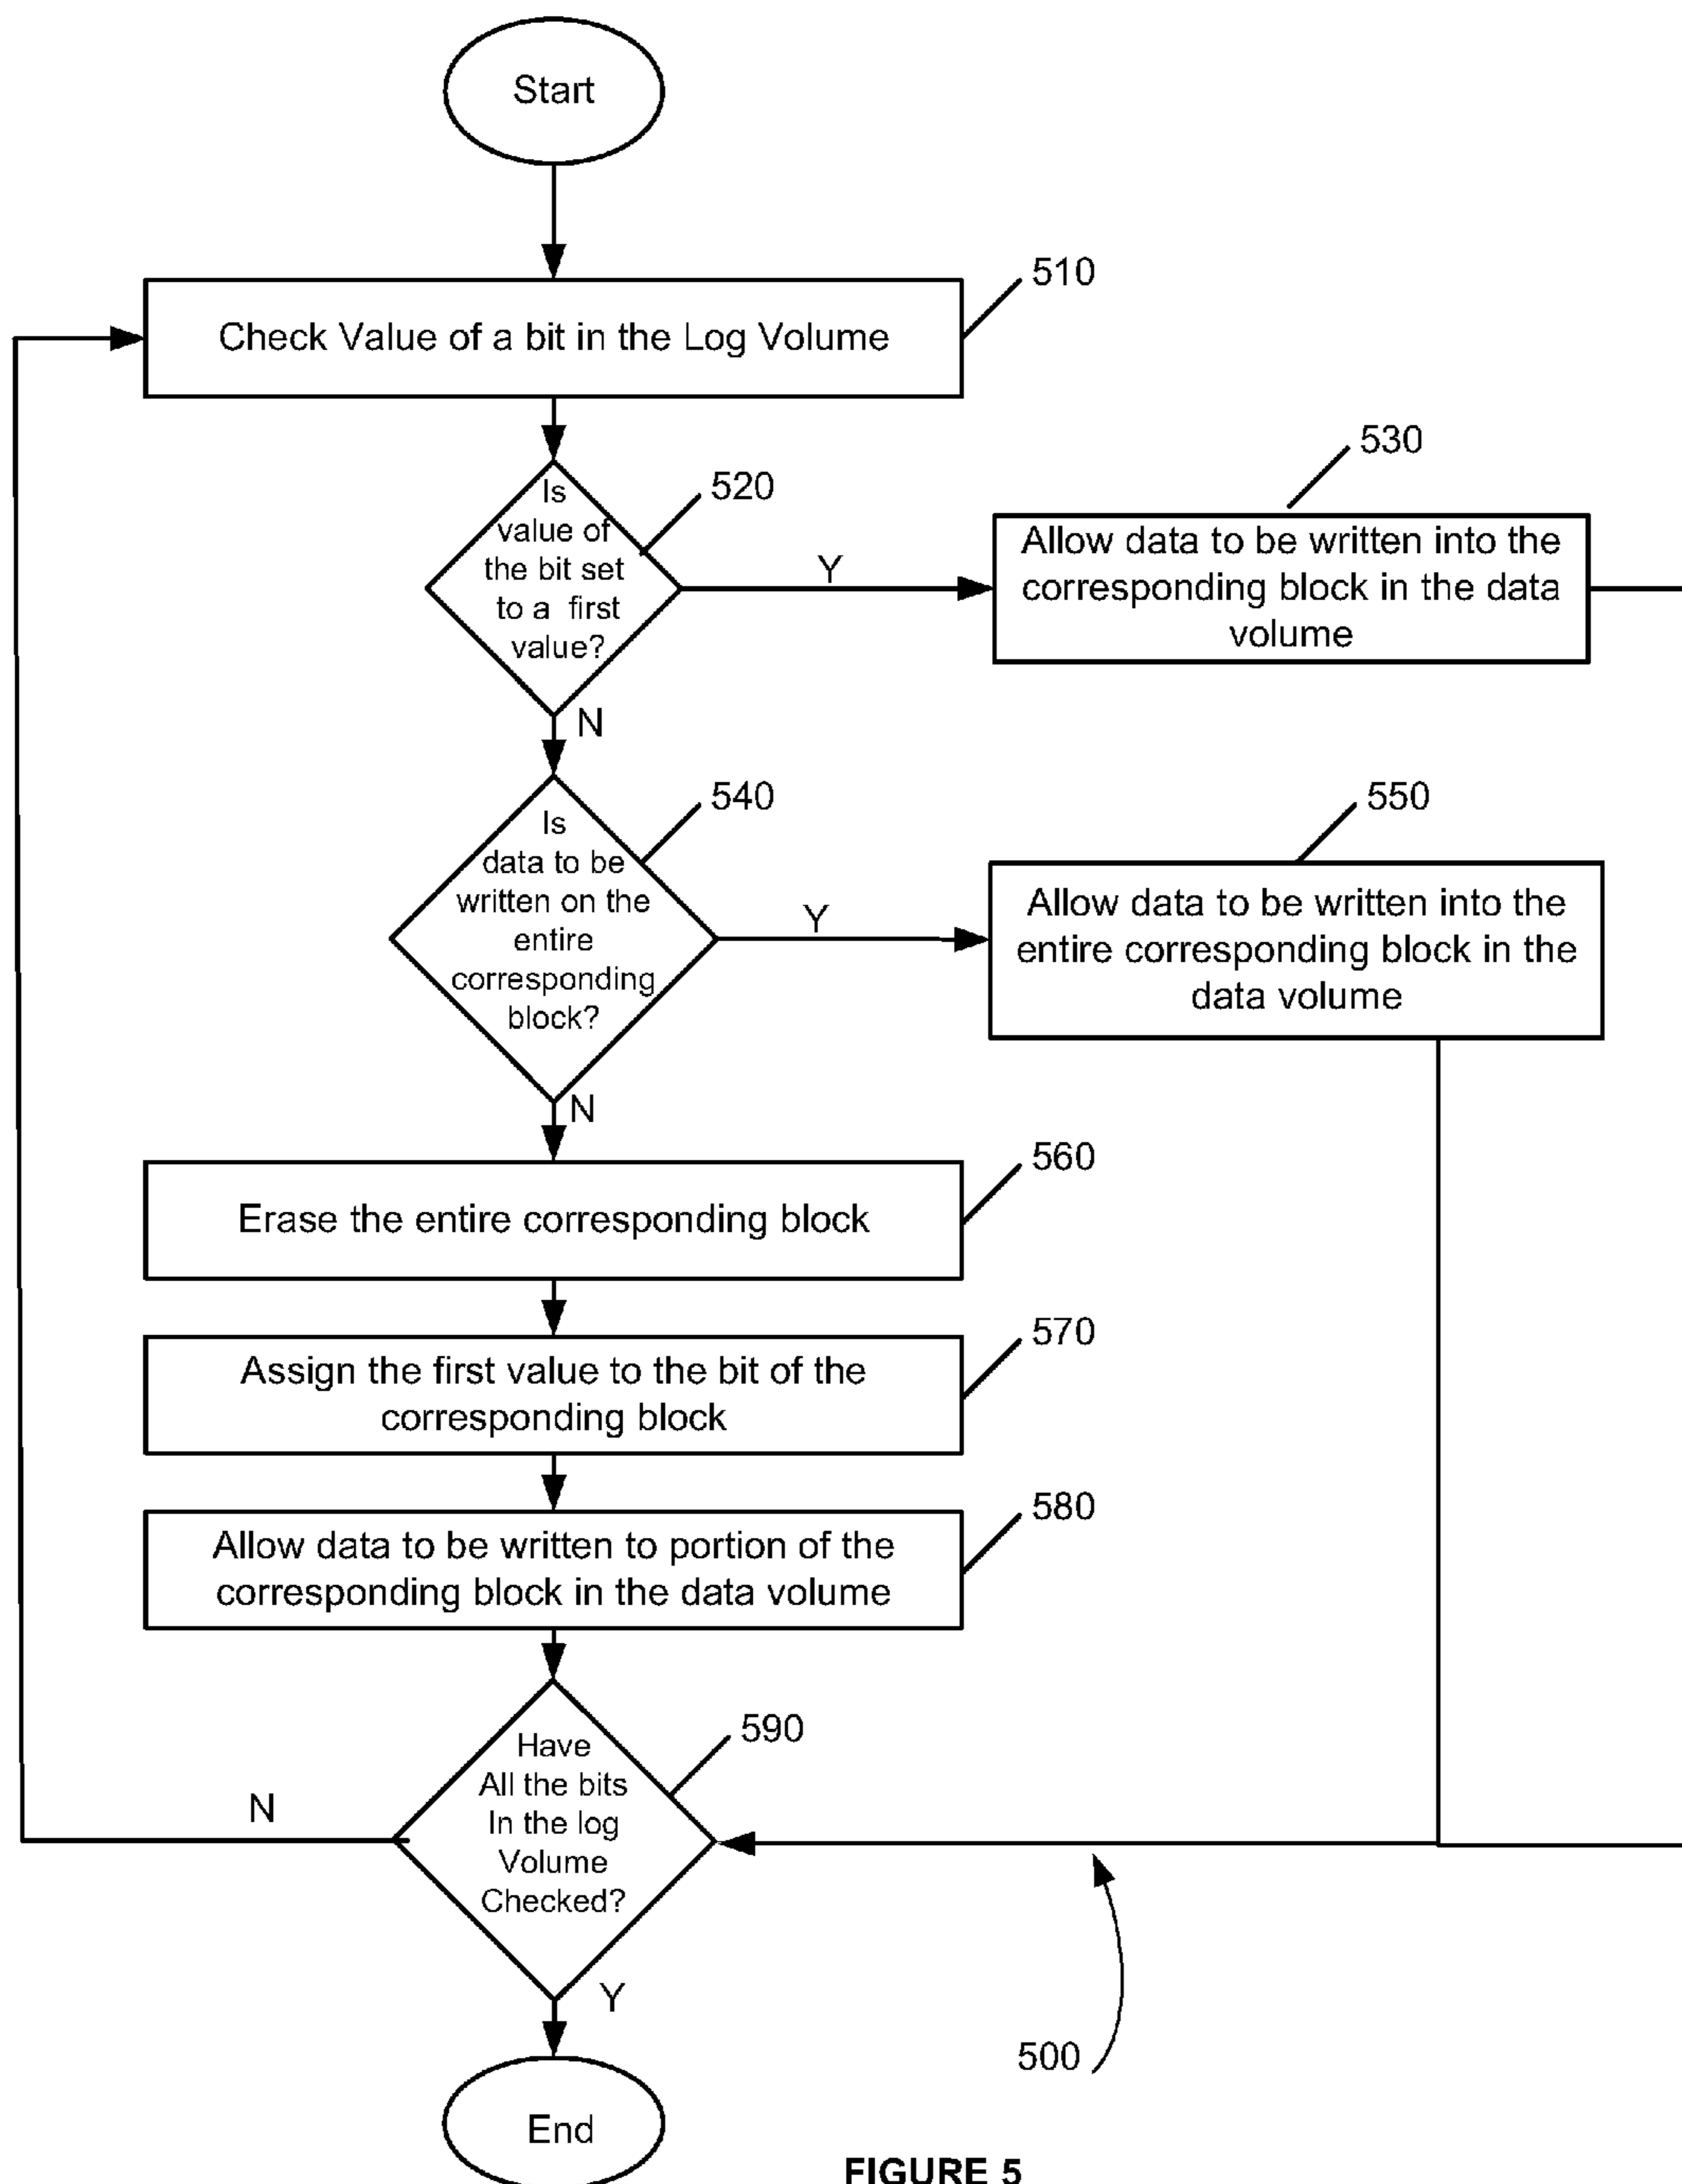 Start
510
Check Value of a bit in the Log Volume
530
520
Is
value of
the bit set
to a first
value?
Y
Allow data to be written into the
corresponding block in the data
volume
N
540
550
Is
data to be
written on the
entire
corresponding
block?
Y
Allow data to be written into the
entire corresponding block in the
data volume
N
560
Erase the entire corresponding block
570
Assign the first value to the bit of the
corresponding block
580
Allow data to be written to portion of the
corresponding block in the data volume
590
Have
All the bits
In the log
Volume
Checked?
N
Y
500
End
FIGURE 5